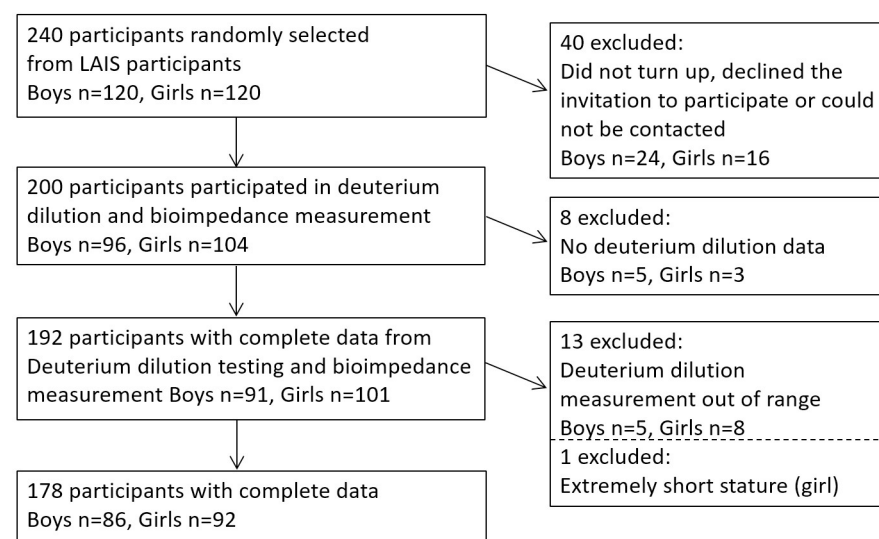 240 participants randomly selected
from LAIS participants
Boys n=120, Girls n=120
40 excluded:
Did not turn up, declined the
invitation to participate or could
not be contacted
Boys n=24, Girls n=16
200 participants participated in deuterium
dilution and bioimpedance measurement
Boys n=96, Girls n=104
8 excluded:
No deuterium dilution data
Boys n=5, Girls n=3
192 participants with complete data from
Deuterium dilution testing and bioimpedance
measurement Boys n=91, Girls n=101
13 excluded:
Deuterium dilution
measurement out of range
Boys n=5, Girls n=8
1 excluded:
Extremely short stature (girl)
178 participants with complete data
Boys n=86, Girls n=92